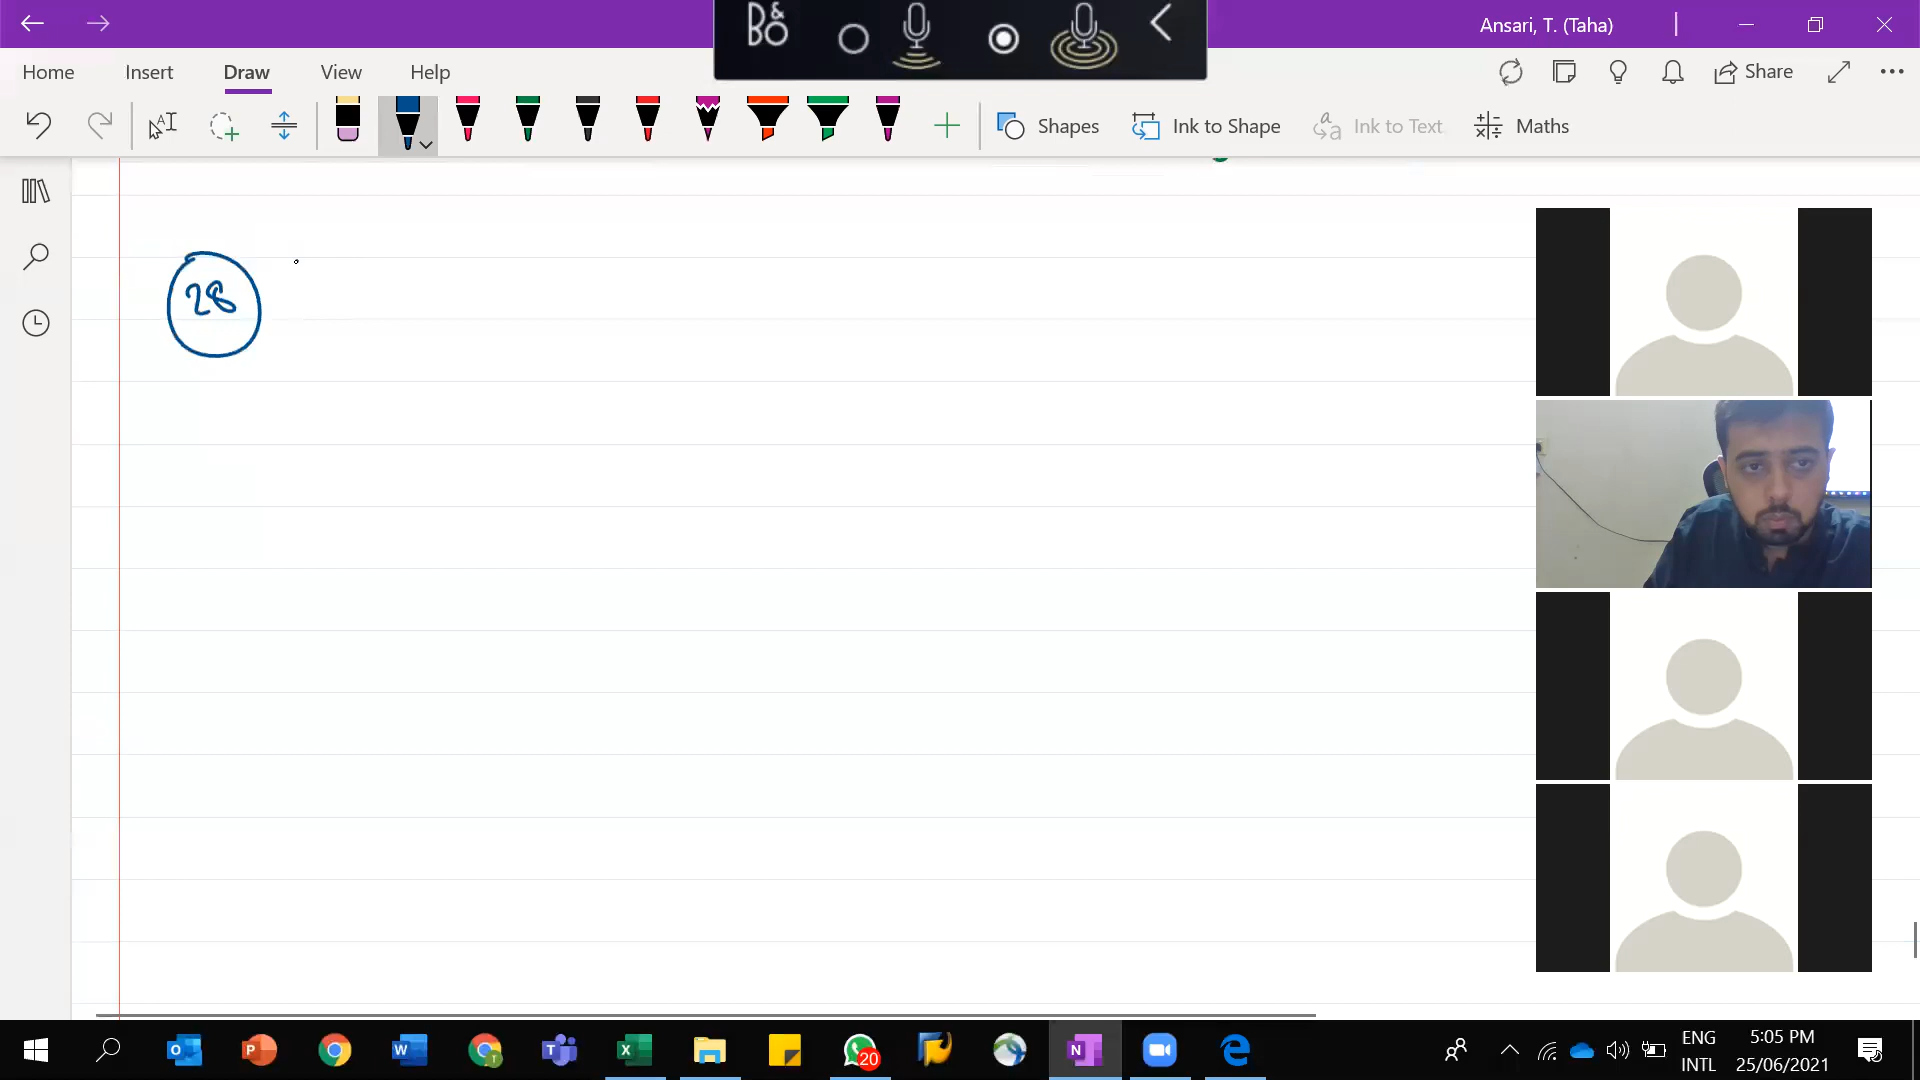 B&O
Ansari, T. (Taha)
Home Insert Draw View Help
Share
Shapes Ink to Shape Ink to Text Maths
28
20
ENG 5:05 PM
INTL 25/06/2021